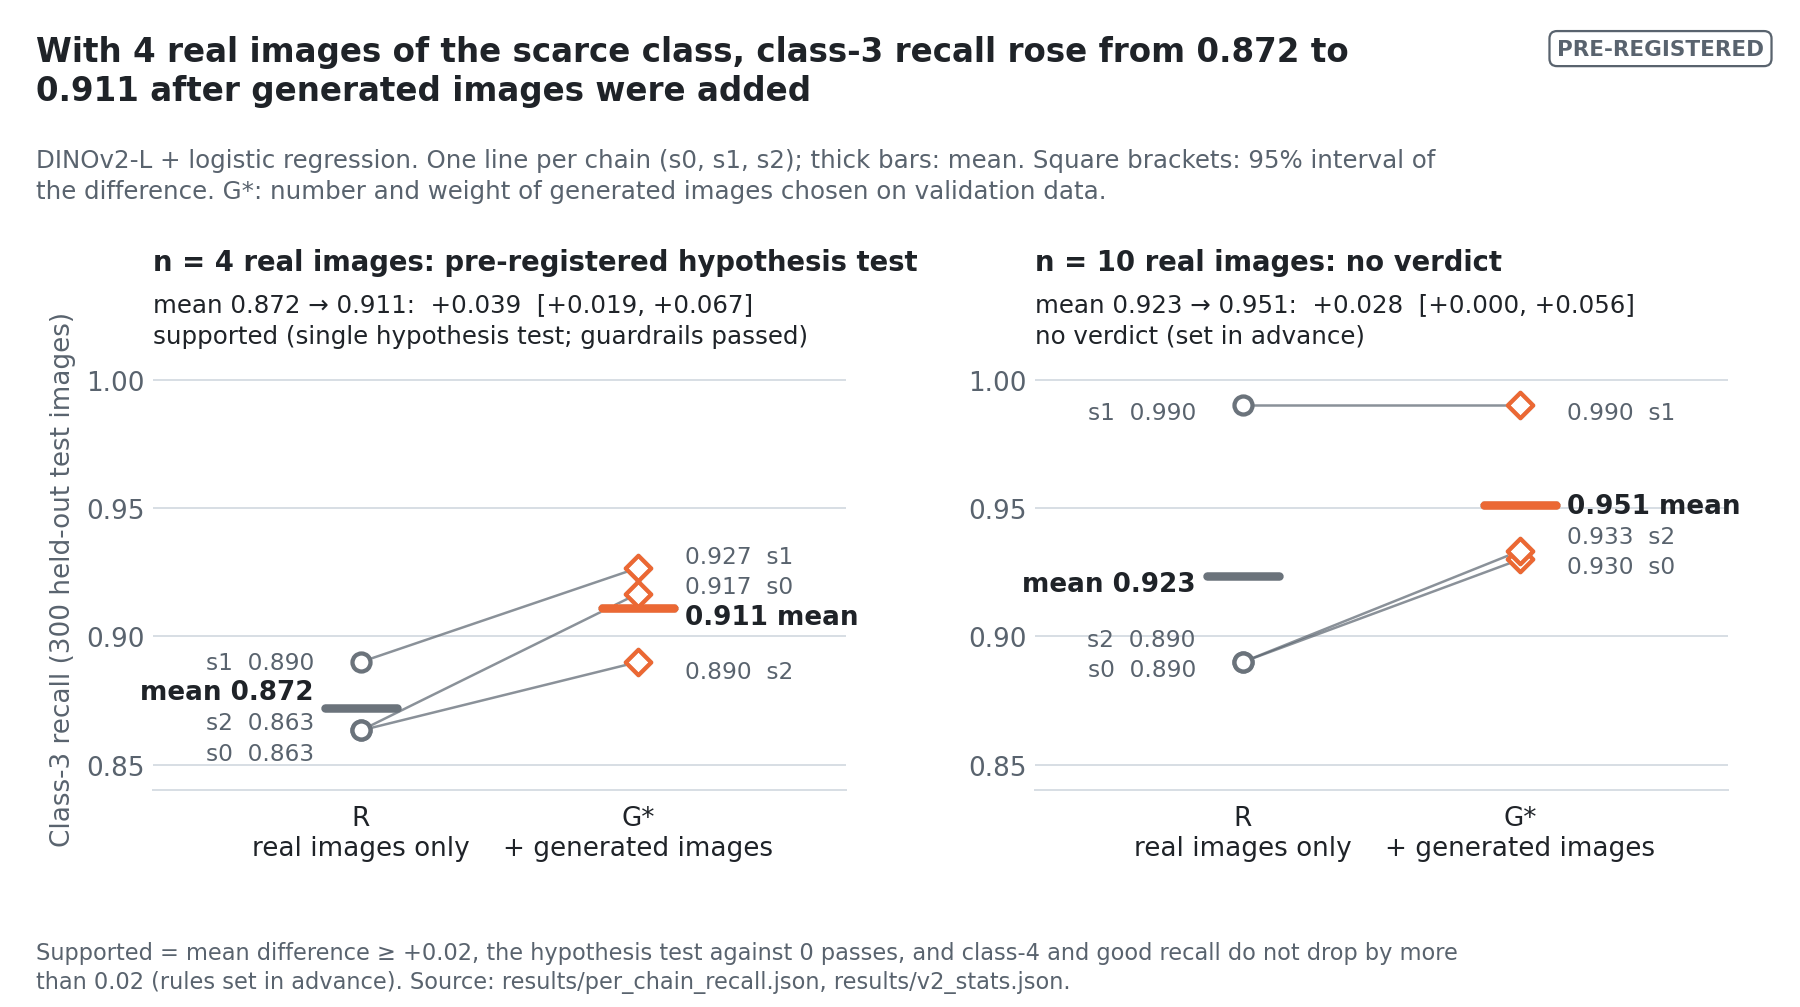 With 4 real images of the scarce class, class-3 recall rose from 0.872 to
0.911 after generated images were added
PRE-REGISTERED
DINOv2-L + logistic regression. One line per chain (s0, s1, s2); thick bars: mean. Square brackets: 95% interval of
the difference. G*: number and weight of generated images chosen on validation data.
n = 4 real images: pre-registered hypothesis test
mean 0.872 → 0.911:  +0.039  [+0.019, +0.067]
supported (single hypothesis test; guardrails passed)
Class-3 recall (300 held-out test images)
1.00
0.95
0.90
0.85
s1  0.890
mean 0.872
s2  0.863
s0  0.863
0.927  s1
0.917  s0
0.911 mean
0.890  s2
R
real images only
G*
+ generated images
n = 10 real images: no verdict
mean 0.923 → 0.951:  +0.028  [+0.000, +0.056]
no verdict (set in advance)
1.00
0.95
0.90
0.85
s1  0.990
mean 0.923
s2  0.890
s0  0.890
0.990  s1
0.951 mean
0.933  s2
0.930  s0
R
real images only
G*
+ generated images
Supported = mean difference ≥ +0.02, the hypothesis test against 0 passes, and class-4 and good recall do not drop by more
than 0.02 (rules set in advance). Source: results/per_chain_recall.json, results/v2_stats.json.